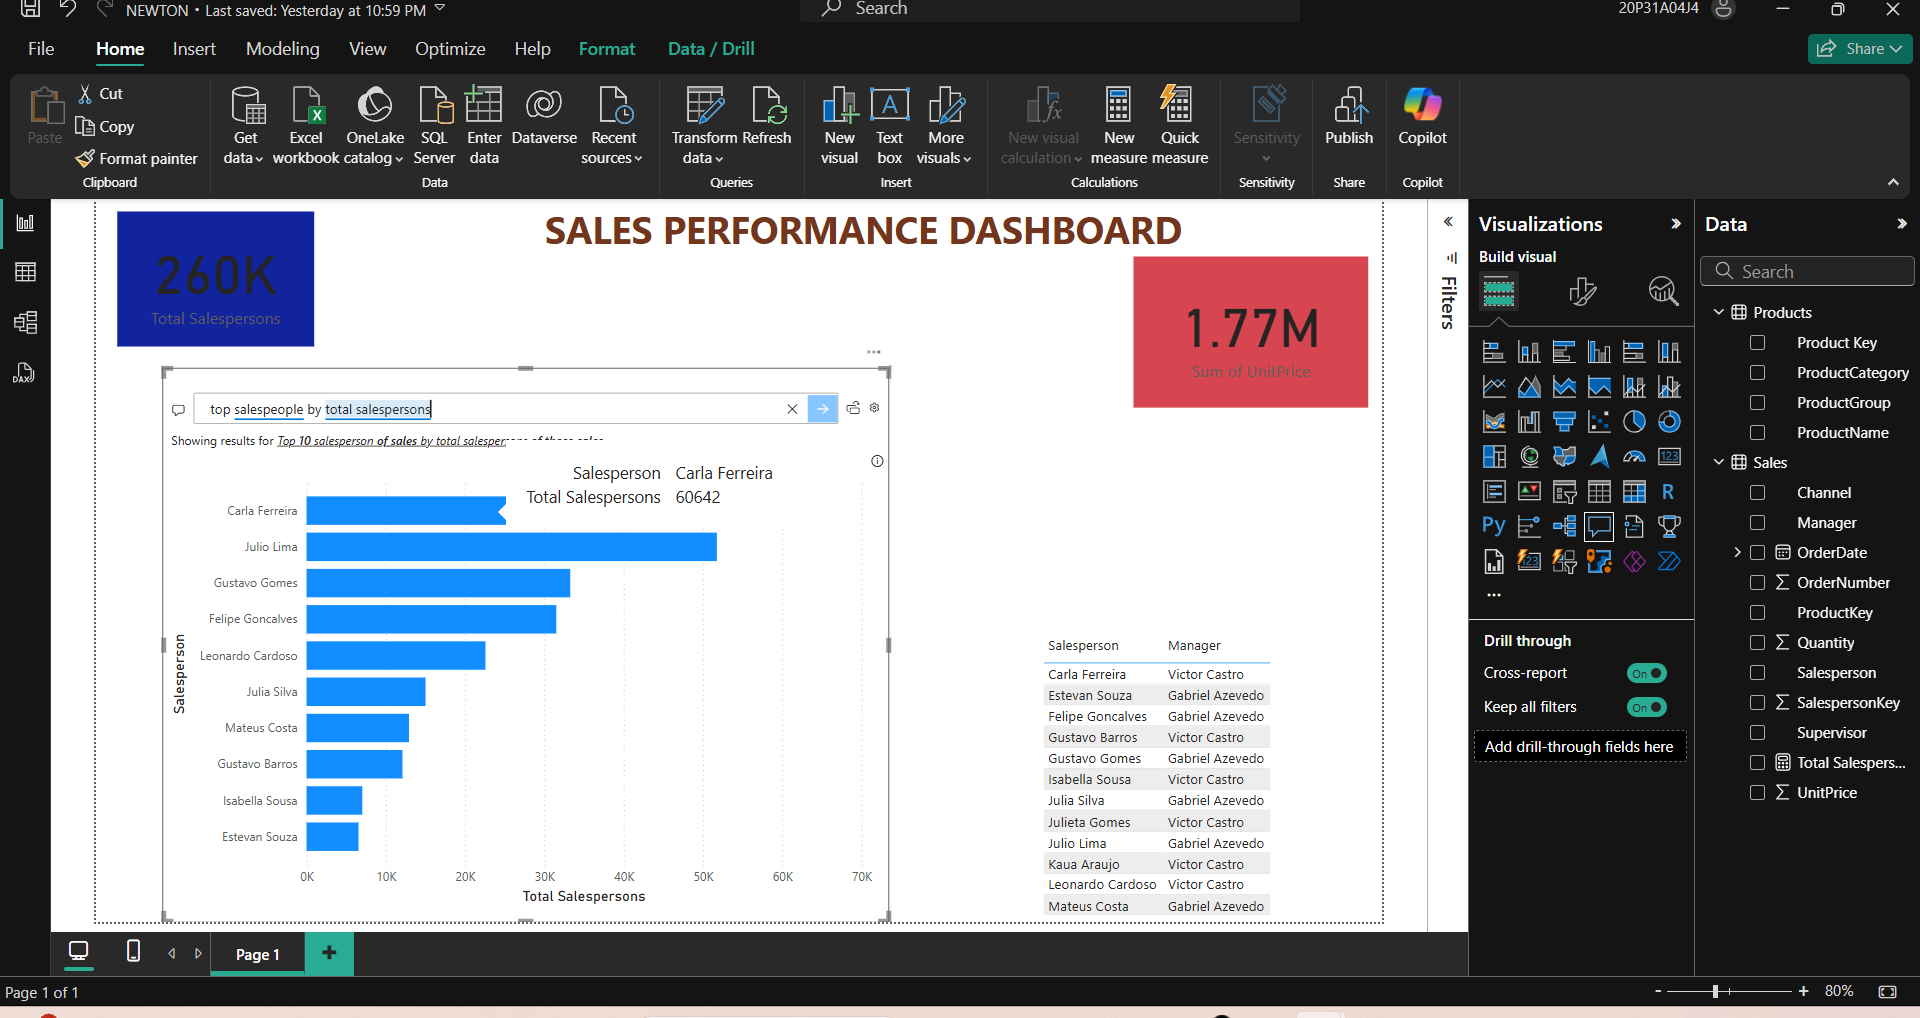 NEWTON • Last saved: Yesterday at 10:59 PM
Search
20P31A04J4
File Home Insert Modeling View Optimize Help Format Data / Drill
Share
Paste
Cut
Copy
Format painter
Clipboard
Get data
Excel workbook
OneLake catalog
SQL Server
Enter data
Dataverse
Recent sources
Data
Transform data
Refresh
Queries
New visual
Text box
More visuals
Insert
New visual calculation
New measure
Quick measure
Calculations
Sensitivity
Sensitivity
Publish
Share
Copilot
Copilot
DAX
SALES PERFORMANCE DASHBOARD
260K
Total Salespersons
1.77M
Sum of UnitPrice
top salespeople by total salespersons
Showing results for Top 10 salesperson of sales by total salespersons of those sales
Salesperson Carla Ferreira
Total Salespersons 60642
Salesperson
Carla Ferreira
Julio Lima
Gustavo Gomes
Felipe Goncalves
Leonardo Cardoso
Julia Silva
Mateus Costa
Gustavo Barros
Isabella Sousa
Estevan Souza
0K 10K 20K 30K 40K 50K 60K 70K
Total Salespersons
Salesperson Manager
Carla Ferreira Victor Castro
Estevan Souza Gabriel Azevedo
Felipe Goncalves Gabriel Azevedo
Gustavo Barros Victor Castro
Gustavo Gomes Gabriel Azevedo
Isabella Sousa Victor Castro
Julia Silva Gabriel Azevedo
Julieta Gomes Victor Castro
Julio Lima Gabriel Azevedo
Kaua Araujo Victor Castro
Leonardo Cardoso Victor Castro
Mateus Costa Gabriel Azevedo
Filters
Visualizations
Build visual
123
R
Py
123
Drill through
Cross-report On
Keep all filters On
Add drill-through fields here
Data
Search
Products
Product Key
ProductCategory
ProductGroup
ProductName
Sales
Channel
Manager
OrderDate
OrderNumber
ProductKey
Quantity
Salesperson
SalespersonKey
Supervisor
Total Salespers...
UnitPrice
Page 1
Page 1 of 1
- + 80%